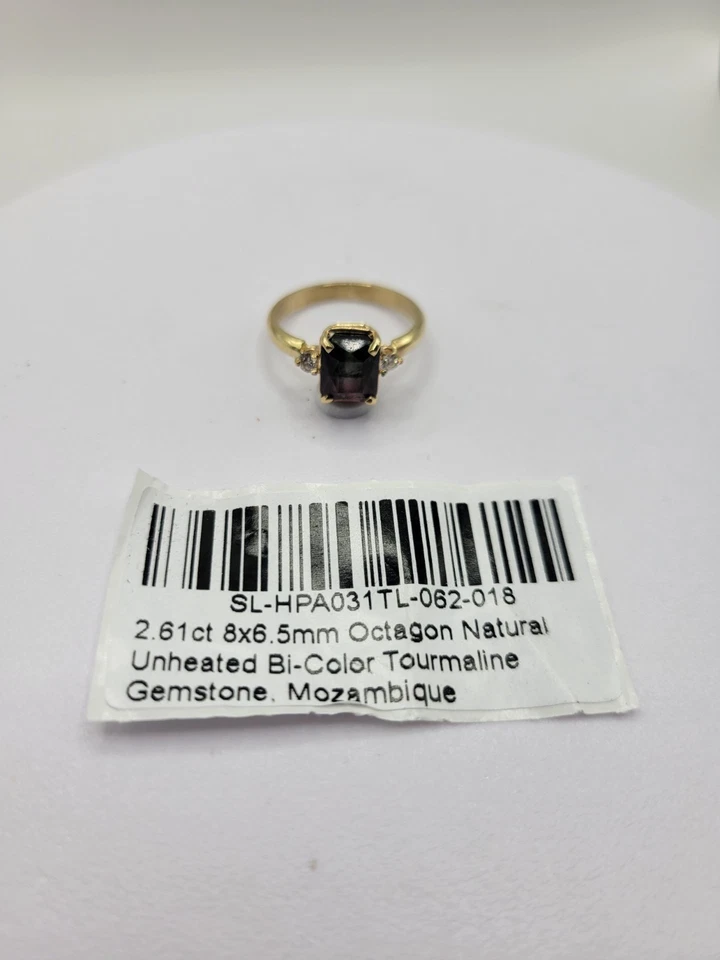 SL-HPA031TL-062-018
2.61ct 8x6.5mm Octagon Natural
Unheated Bi-Color Tourmaline
Gemstone. Mozambique